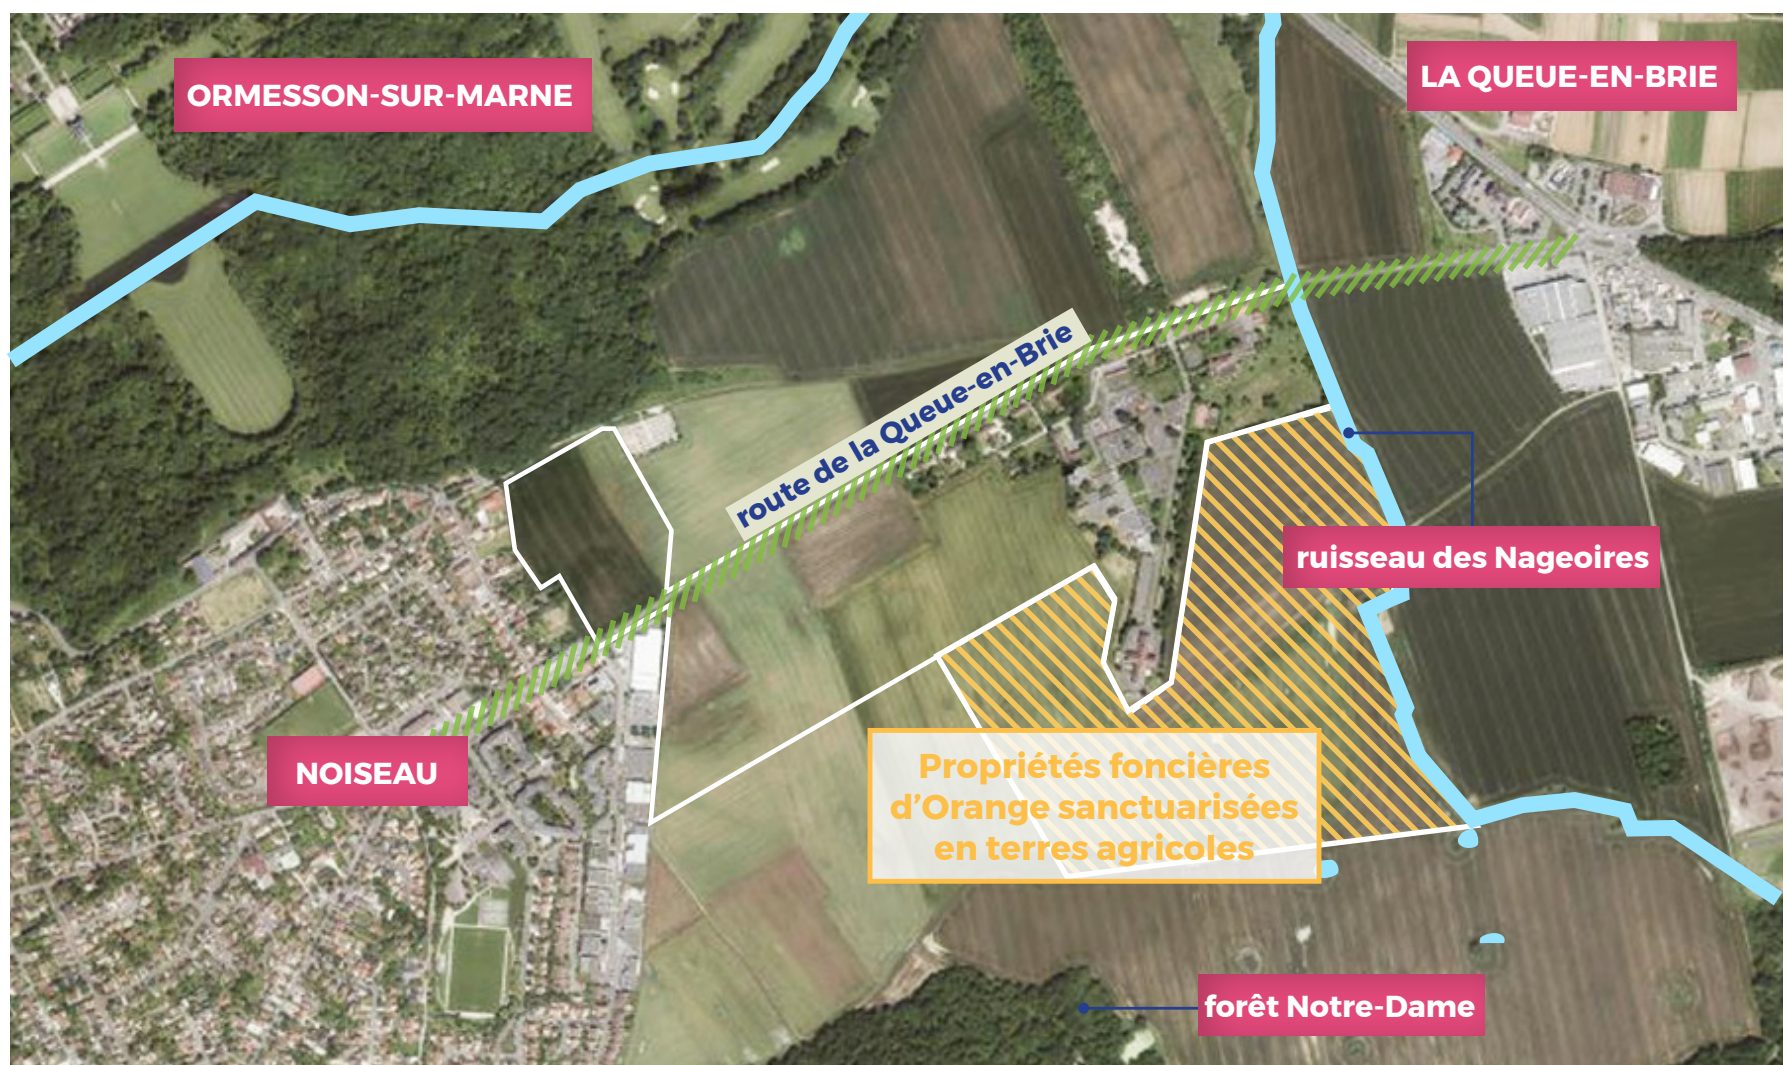 ORMESSON-SUR-MARNE
LA QUEUE-EN-BRIE
route de la Queue-en-Brie
ruisseau des Nageoires
NOISEAU
Propriétés foncières
d’Orange sanctuarisées
en terres agricoles
forêt Notre-Dame